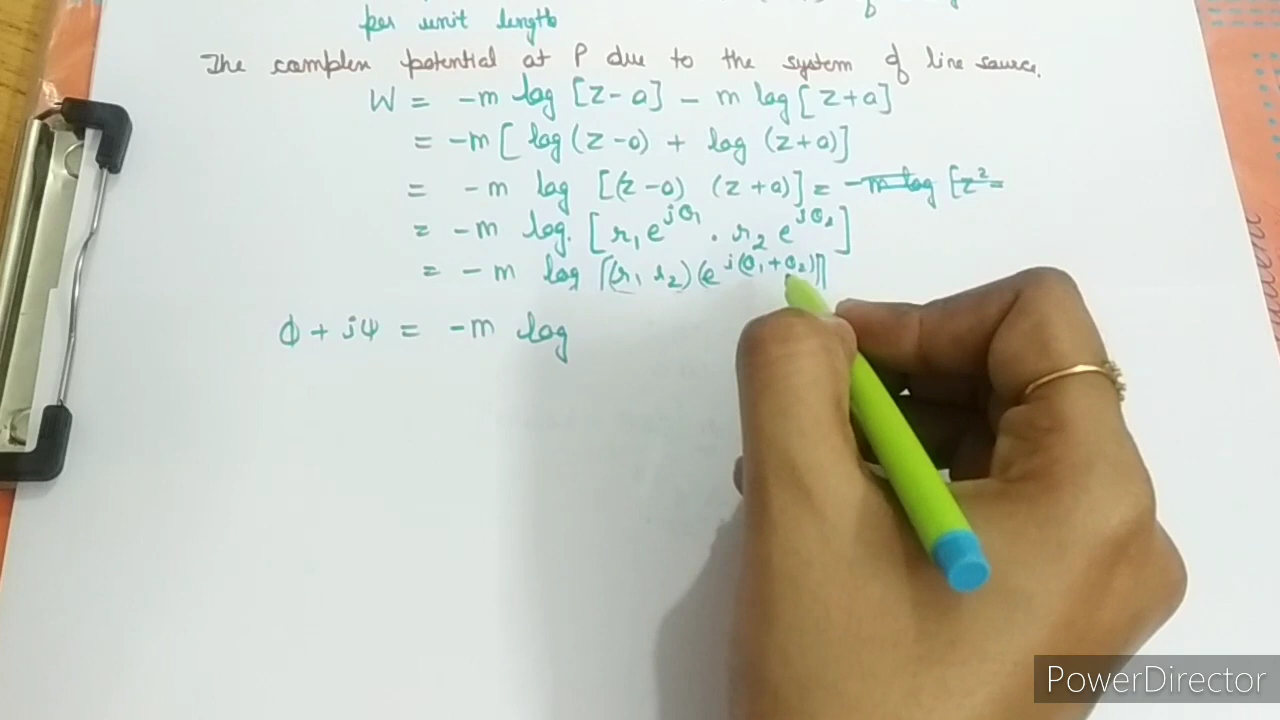 per unit length
The complex potential at P due to the system of line source.
W = -m log [z-a] - m log [z+a]
= -m [ log (z-a) + log (z+a)]
= -m log [(z-a) (z+a)] = -m log [z² =
= -m log. [r₁e^jθ₁ . r₂ e^jθ₂]
= -m log [(r₁ r₂) (e^j(θ₁+θ₂))]
ϕ + jψ = -m log
PowerDirector